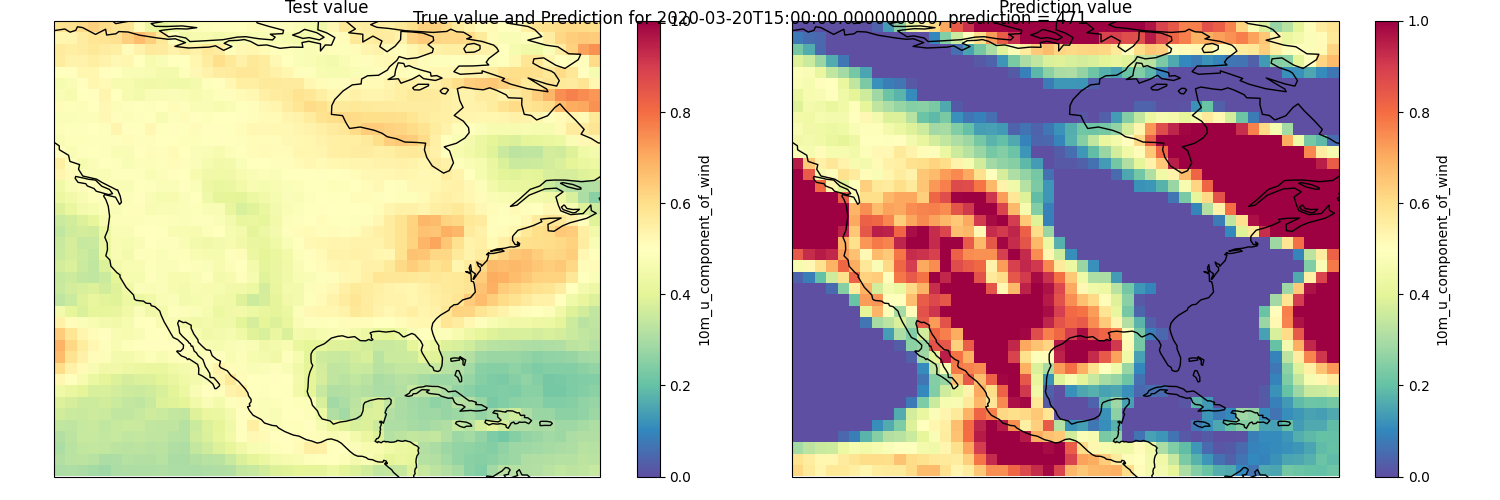 Test value
Prediction value
True value and Prediction for 2020-03-20T15:00:00.000000000, prediction = 471
1.0
0.8
0.6
0.4
0.2
0.0
10m_u_component_of_wind
1.0
0.8
0.6
0.4
0.2
0.0
10m_u_component_of_wind